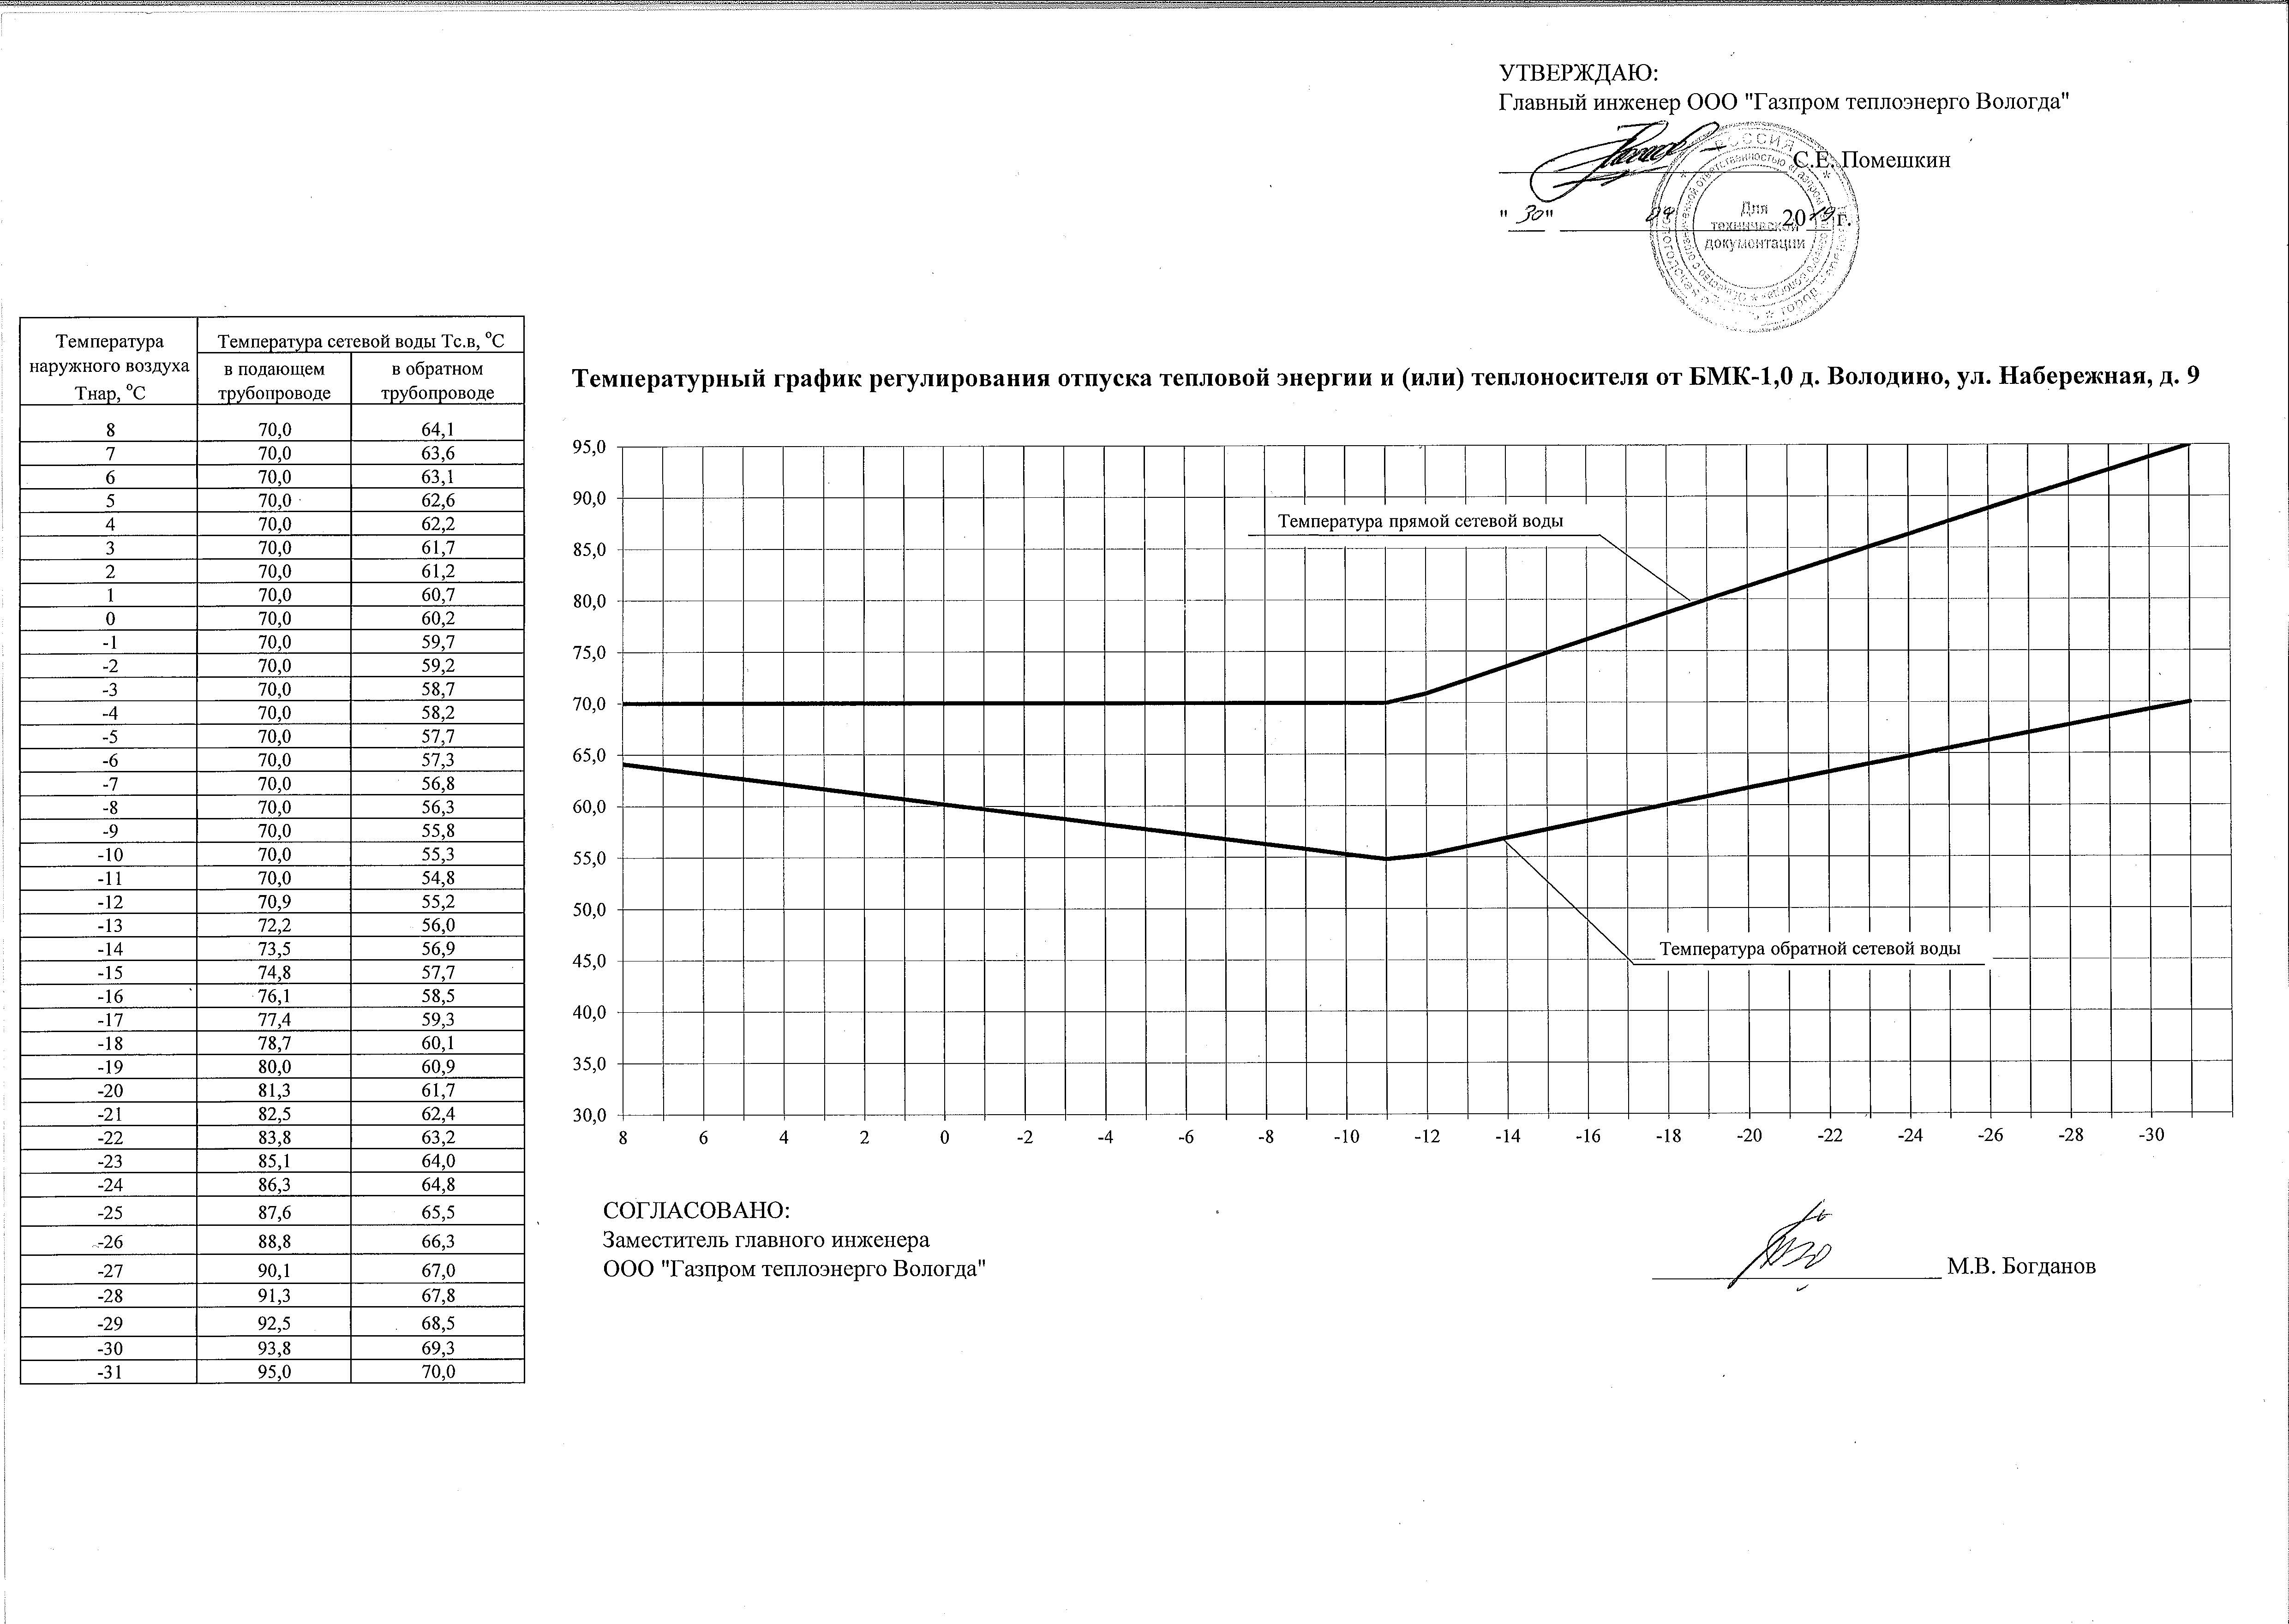 УТВЕРЖДАЮ:
Главный инженер ООО "Газпром теплоэнерго Вологда"
С.Е. Помешкин
"30" 2019 г.
РОССИЯ
Для
технической
документации
Температура наружного воздуха Тнар, °С
Температура сетевой воды Тс.в, °С
в подающем трубопроводе
в обратном трубопроводе
8 70,0 64,1
7 70,0 63,6
6 70,0 63,1
5 70,0 62,6
4 70,0 62,2
3 70,0 61,7
2 70,0 61,2
1 70,0 60,7
0 70,0 60,2
-1 70,0 59,7
-2 70,0 59,2
-3 70,0 58,7
-4 70,0 58,2
-5 70,0 57,7
-6 70,0 57,3
-7 70,0 56,8
-8 70,0 56,3
-9 70,0 55,8
-10 70,0 55,3
-11 70,0 54,8
-12 70,9 55,2
-13 72,2 56,0
-14 73,5 56,9
-15 74,8 57,7
-16 76,1 58,5
-17 77,4 59,3
-18 78,7 60,1
-19 80,0 60,9
-20 81,3 61,7
-21 82,5 62,4
-22 83,8 63,2
-23 85,1 64,0
-24 86,3 64,8
-25 87,6 65,5
-26 88,8 66,3
-27 90,1 67,0
-28 91,3 67,8
-29 92,5 68,5
-30 93,8 69,3
-31 95,0 70,0
Температурный график регулирования отпуска тепловой энергии и (или) теплоносителя от БМК-1,0 д. Володино, ул. Набережная, д. 9
95,0
90,0
85,0
80,0
75,0
70,0
65,0
60,0
55,0
50,0
45,0
40,0
35,0
30,0
Температура прямой сетевой воды
Температура обратной сетевой воды
8 6 4 2 0 -2 -4 -6 -8 -10 -12 -14 -16 -18 -20 -22 -24 -26 -28 -30
СОГЛАСОВАНО:
Заместитель главного инженера
ООО "Газпром теплоэнерго Вологда"
М.В. Богданов